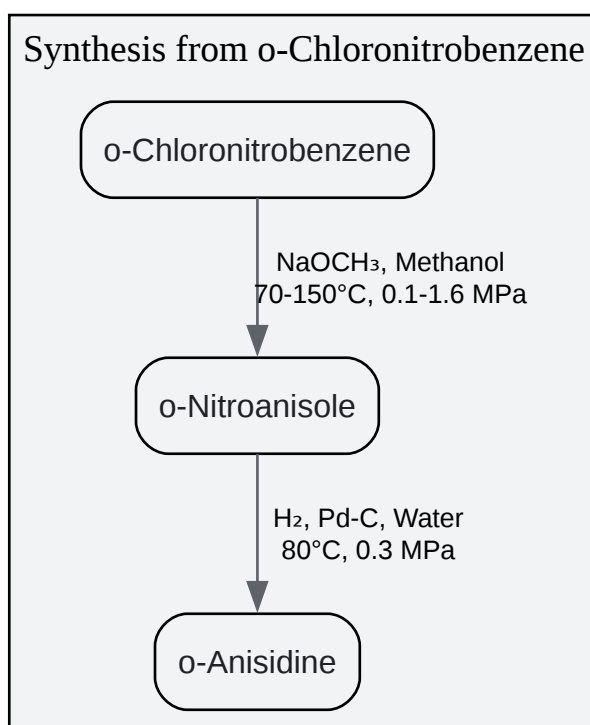 Synthesis from o-Chloronitrobenzene
o-Chloronitrobenzene
NaOCH₃, Methanol
70-150°C, 0.1-1.6 MPa
o-Nitroanisole
H₂, Pd-C, Water
80°C, 0.3 MPa
o-Anisidine